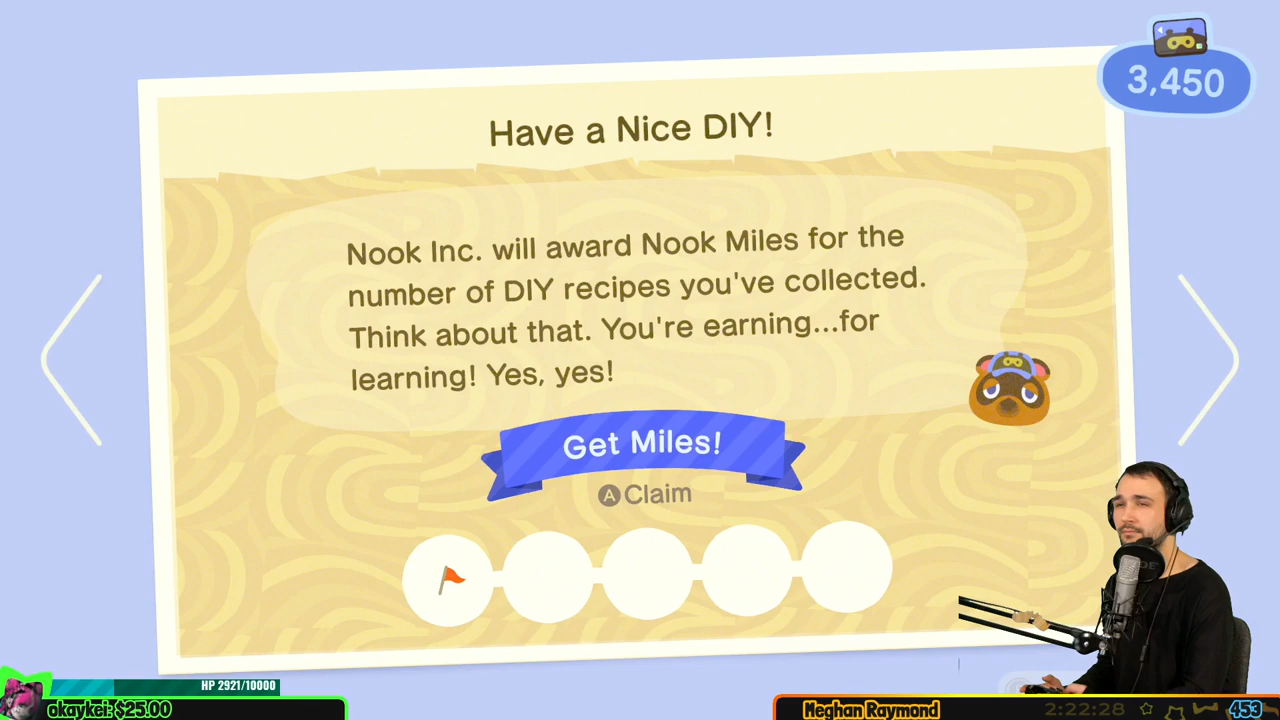 3,450
Have a Nice DIY!
Nook Inc. will award Nook Miles for the
number of DIY recipes you've collected.
Think about that. You're earning...for
learning! Yes, yes!
Get Miles!
A Claim
HP 2921/10000
okaykei: $25.00
Meghan Raymond
2:22:28
453